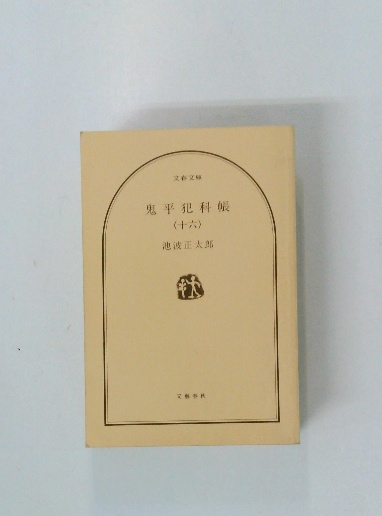 文春文庫
鬼平犯科帳
〈十六〉
池波正太郎
文藝春秋